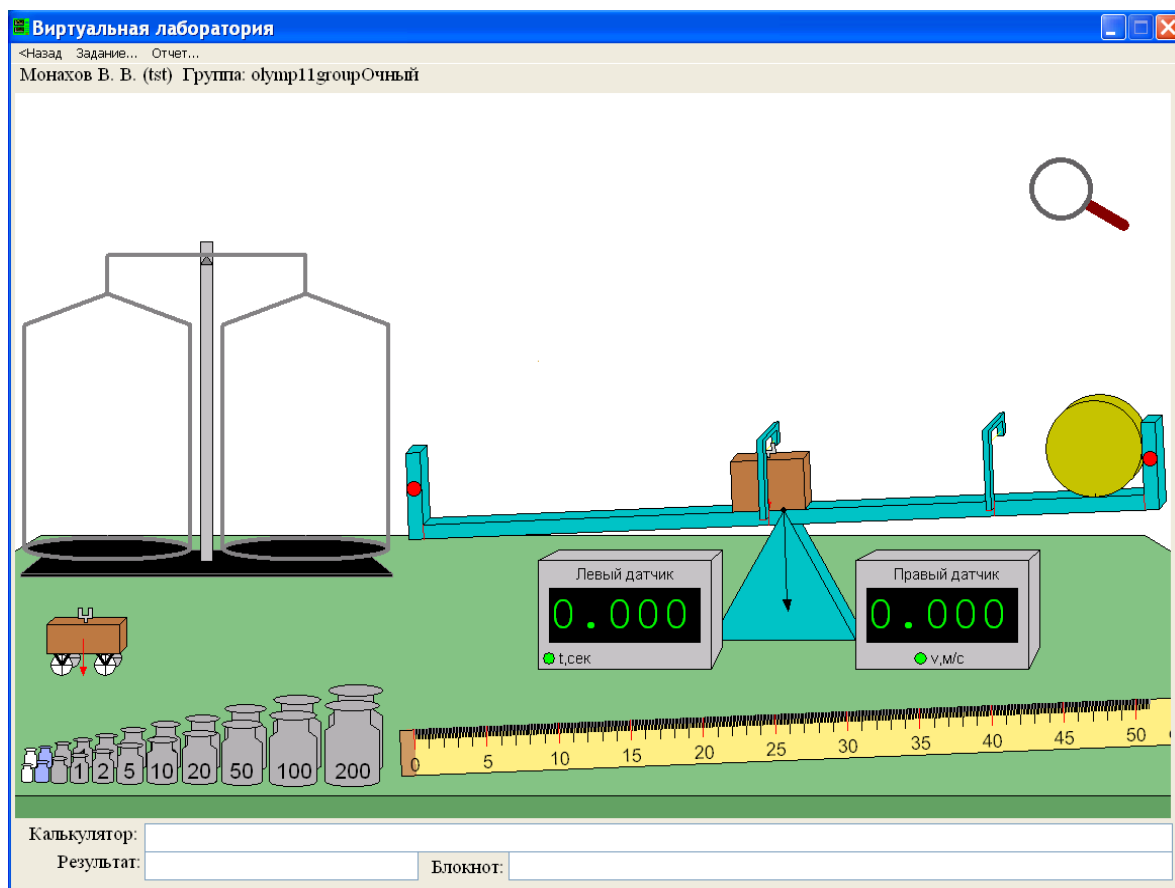 Виртуальная лаборатория
<Назад Задание... Отчет...
Монахов В. В. (tst) Группа: olymp11groupОчный
Левый датчик
0.000
t,сек
Правый датчик
0.000
v,м/с
1 2 5 10 20 50 100 200
0 5 10 15 20 25 30 35 40 45 50
Калькулятор:
Результат:
Блокнот: